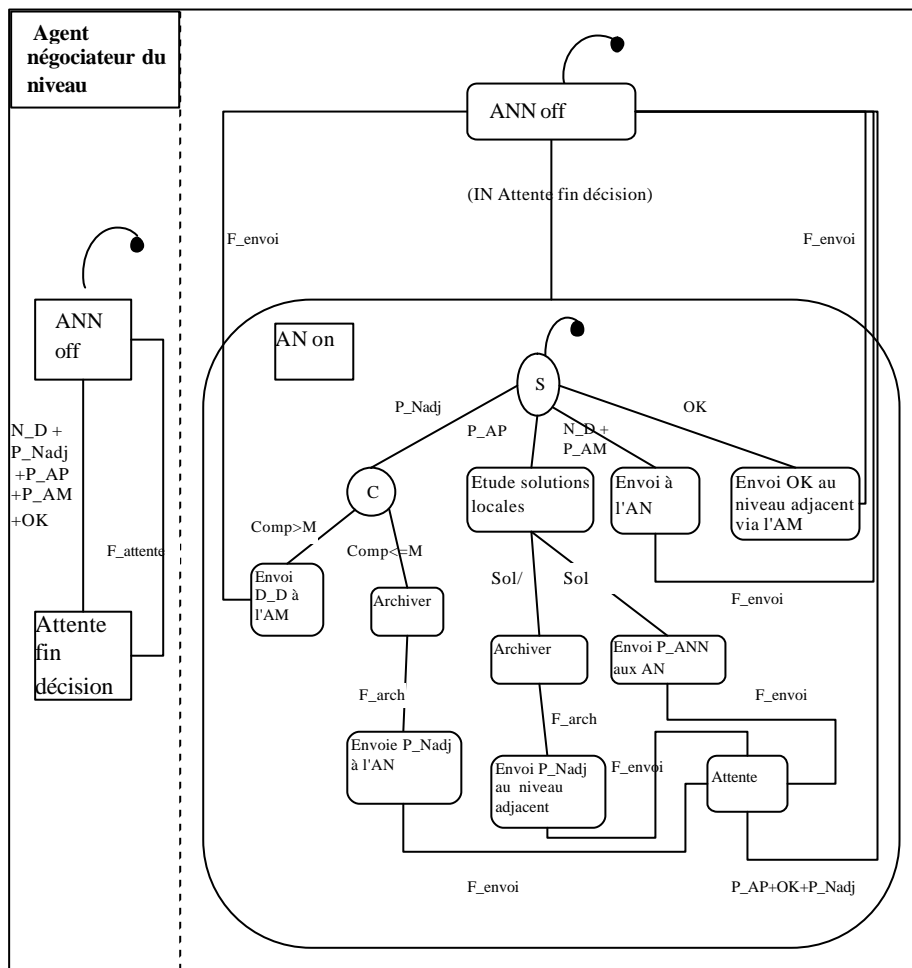 Agent
négociateur du
niveau
ANN off
(IN Attente fin décision)
F_envoi
F_envoi
ANN
off
N_D +
P_Nadj
+P_AP
+P_AM
+OK
F_attente
Attente
fin
décision
AN on
S
P_Nadj
P_AP
N_D +
P_AM
OK
C
Etude solutions
locales
Envoi à
l'AN
Envoi OK au
niveau adjacent
via l'AM
Comp>M
Comp<=M
Envoi
D_D à
l'AM
Archiver
Sol/
Sol
F_envoi
Archiver
Envoi P_ANN
aux AN
F_arch
F_arch
F_envoi
Envoie P_Nadj
à l'AN
Envoi P_Nadj
au niveau
adjacent
F_envoi
Attente
F_envoi
P_AP+OK+P_Nadj